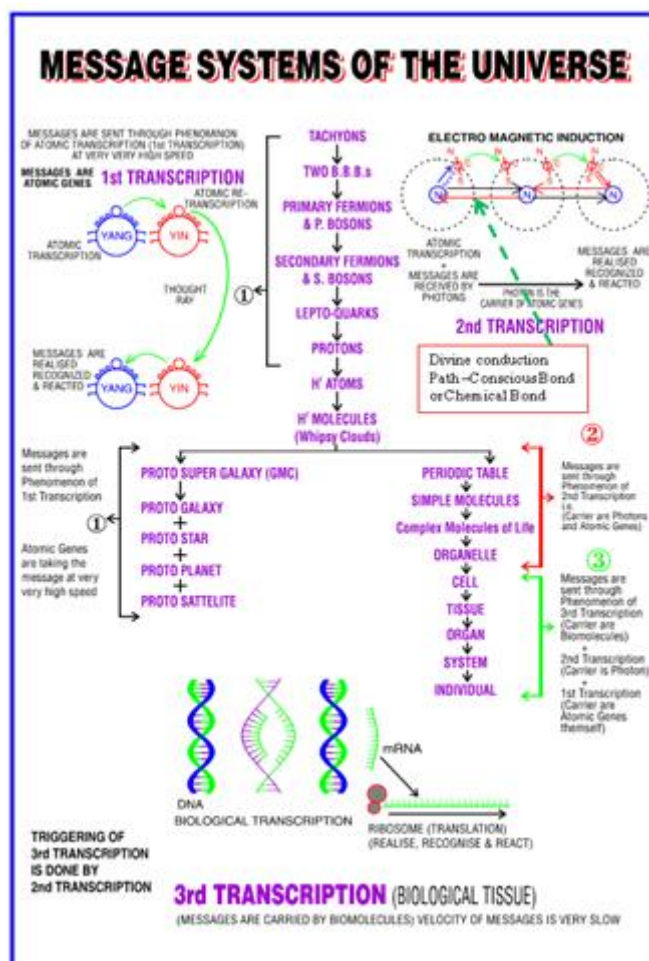 MESSAGE SYSTEMS OF THE UNIVERSE
MESSAGES ARE SENT THROUGH PHENOMINON
OF ATOMIC TRANSCRIPTION (1st TRANSCRIPTION)
AT VERY VERY HIGH SPEED
MESSAGES ARE
ATOMIC GENES
1st TRANSCRIPTION
ATOMIC RE-
TRANSCRIPTION
ATOMIC
TRANSCRIPTION
YANG
YIN
THOUGHT
RAY
MESSAGES ARE
REALISED
RECOGNIZED
& REACTED
YANG
YIN
①
TACHYONS
TWO B.B.B.s
PRIMARY FERMIONS
& P. BOSONS
SECONDARY FERMIONS
& S. BOSONS
LEPTO-QUARKS
PROTONS
H' ATOMS
H' MOLECULES
(Whipsy Clouds)
ELECTRO MAGNETIC INDUCTION
N
N
N
S
S
S
N
N
N
ATOMIC
TRANSCRIPTION
+
MESSAGES ARE
RECEIVED BY
PHOTONS
PHOTON IS THE
CARRIER OF ATOMIC GENES
MESSAGES ARE
REALISED
RECOGNIZED
& REACTED
2nd TRANSCRIPTION
Divine conduction
Path-Conscious Bond
or Chemical Bond
Messages are
sent through
Phenomenon of
1st Transcription
①
Atomic Genes
are taking the
message at very
very high speed
PROTO SUPER GALAXY (GMC)
PROTO GALAXY
+
PROTO STAR
+
PROTO PLANET
+
PROTO SATTELITE
PERIODIC TABLE
SIMPLE MOLECULES
Complex Molecules of Life
ORGANELLE
CELL
TISSUE
ORGAN
SYSTEM
INDIVIDUAL
②
Messages are
sent through
Phenomenon of
2nd Transcription
i.e.
(Carrier are Photons
and Atomic Genes)
③
Messages are
sent through
Phenomenon of
3rd Transcription
(Carrier are
Biomolecules)
+
2nd Transcription
(Carrier is Photon)
+
1st Transcription
(Carrier are
Atomic Genes
themself)
mRNA
DNA
BIOLOGICAL TRANSCRIPTION
RIBOSOME (TRANSLATION)
(REALISE, RECOGNISE & REACT)
TRIGGERING OF
3rd TRANSCRIPTION
IS DONE BY
2nd TRANSCRIPTION
3rd TRANSCRIPTION (BIOLOGICAL TISSUE)
(MESSAGES ARE CARRIED BY BIOMOLECULES) VELOCITY OF MESSAGES IS VERY SLOW